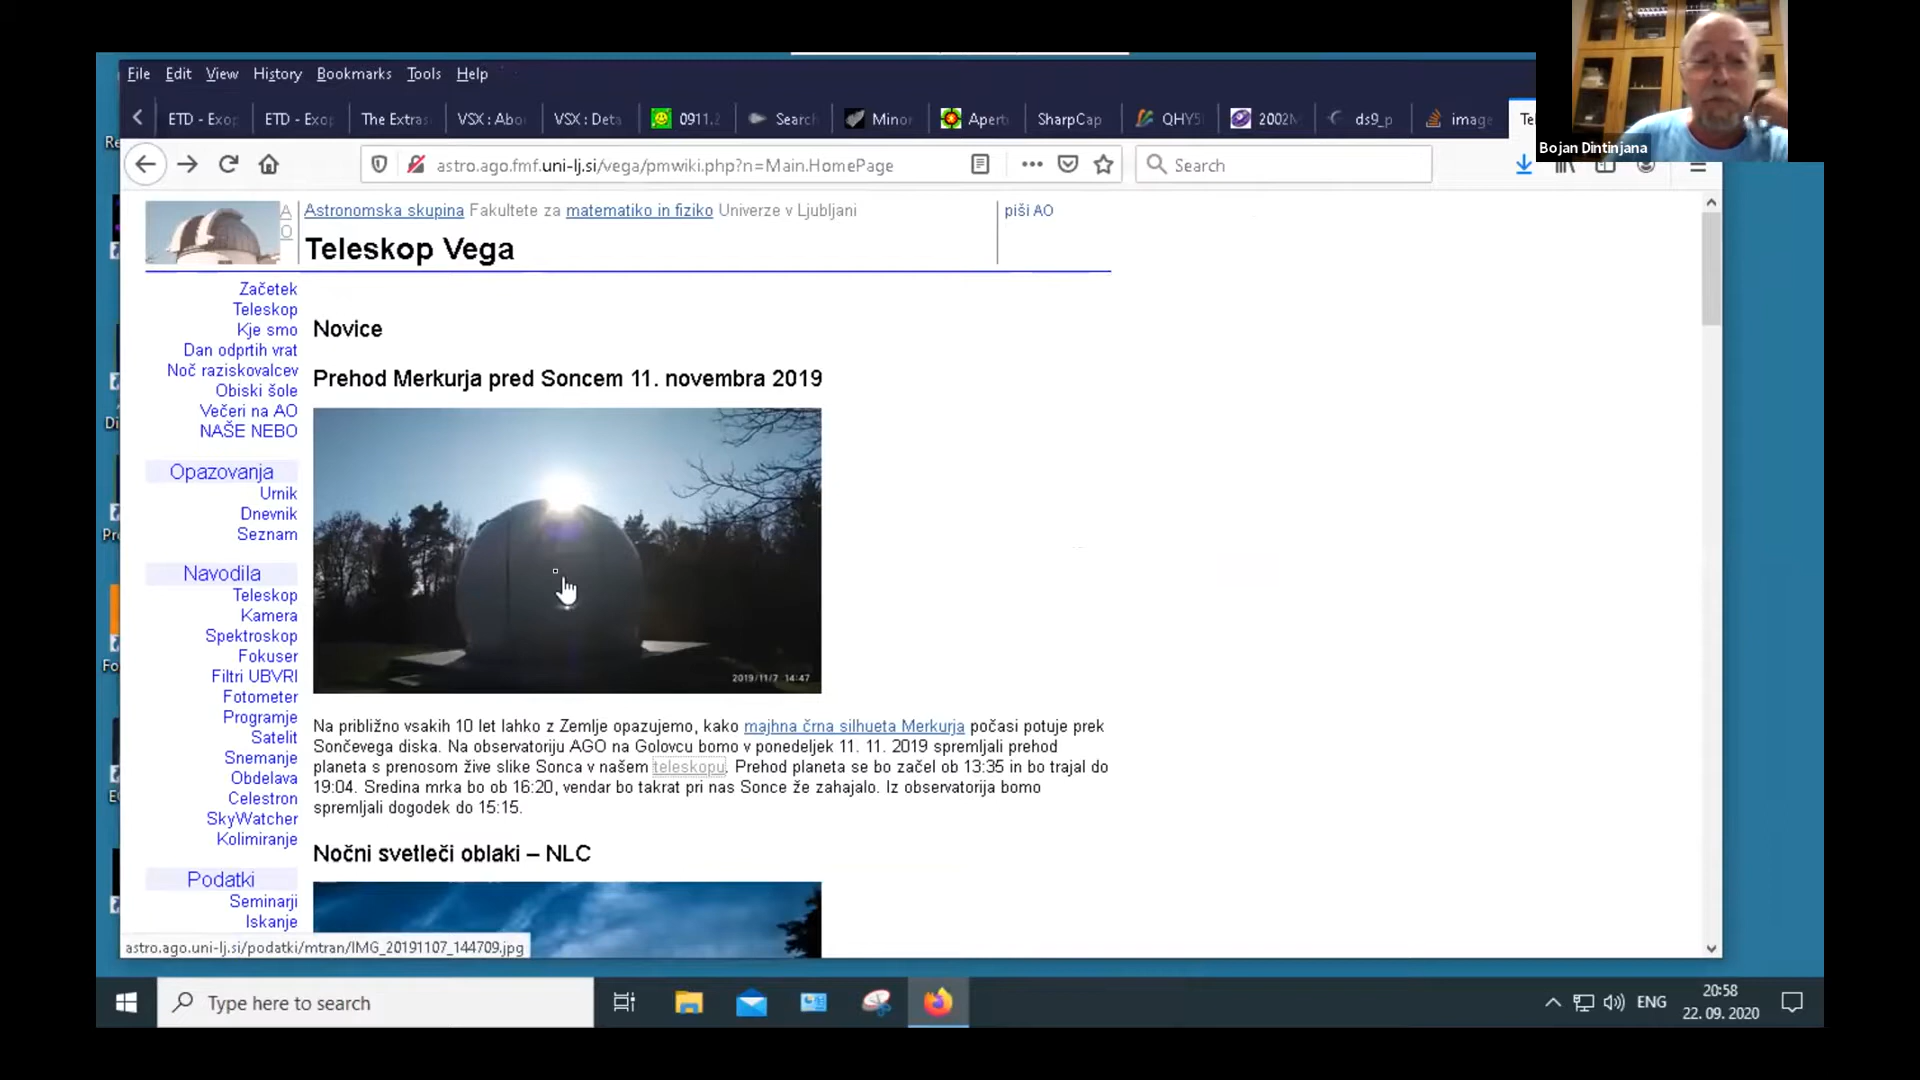 File Edit View History Bookmarks Tools Help
ETD - Exop ETD - Exop The Extras VSX : Abo VSX : Deta 0911.2 Search Minor Apert SharpCap QHY5 2002M ds9_p image Te
astro.ago.fmf.uni-lj.si/vega/pmwiki.php?n=Main.HomePage
Search
Bojan Dintinjana
A
O
Astronomska skupina Fakultete za matematiko in fiziko Univerze v Ljubljani
piši AO
Teleskop Vega
Začetek
Teleskop
Kje smo
Dan odprtih vrat
Noč raziskovalcev
Obiski šole
Večeri na AO
NAŠE NEBO
Opazovanja
Urnik
Dnevnik
Seznam
Navodila
Teleskop
Kamera
Spektroskop
Fokuser
Filtri UBVRI
Fotometer
Programje
Satelit
Snemanje
Obdelava
Celestron
SkyWatcher
Kolimiranje
Podatki
Seminarji
Iskanje
Novice
Prehod Merkurja pred Soncem 11. novembra 2019
2019/11/7 14:47
Na približno vsakih 10 let lahko z Zemlje opazujemo, kako majhna črna silhueta Merkurja počasi potuje prek
Sončevega diska. Na observatoriju AGO na Golovcu bomo v ponedeljek 11. 11. 2019 spremljali prehod
planeta s prenosom žive slike Sonca v našem teleskopu. Prehod planeta se bo začel ob 13:35 in bo trajal do
19:04. Sredina mrka bo ob 16:20, vendar bo takrat pri nas Sonce že zahajalo. Iz observatorija bomo
spremljali dogodek do 15:15.
Nočni svetleči oblaki – NLC
astro.ago.uni-lj.si/podatki/mtran/IMG_20191107_144709.jpg
Type here to search
ENG
20:58
22. 09. 2020